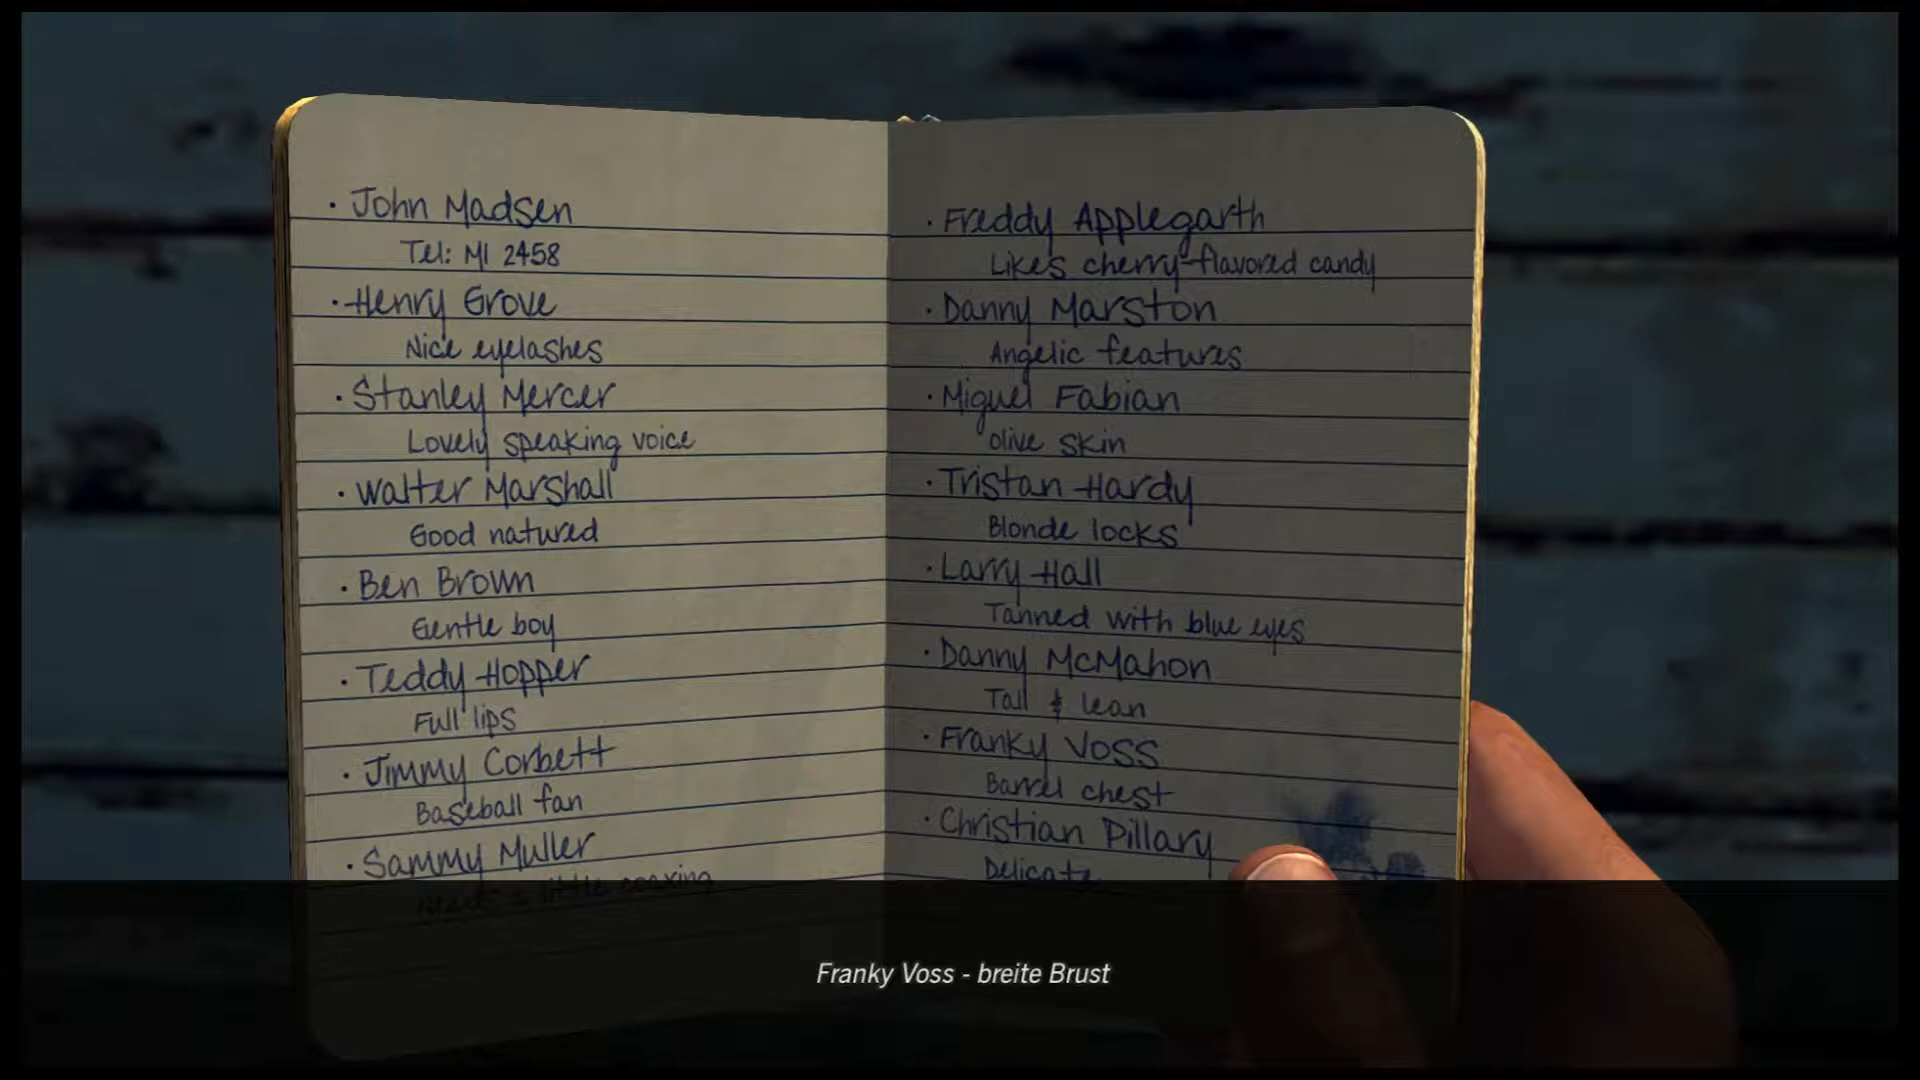 · John Madsen
Tel: MI 2458
· Henry Grove
Nice eyelashes
· Stanley Mercer
Lovely speaking voice
· Walter Marshall
Good natured
· Ben Brown
Gentle boy
· Teddy Hopper
Full lips
· Jimmy Corbett
Baseball fan
· Sammy Muller
little coaxing
· Freddy Applegarth
Likes cherry-flavored candy
· Danny Marston
Angelic features
· Miguel Fabian
olive skin
· Tristan Hardy
Blonde locks
· Larry Hall
Tanned with blue eyes
· Danny McMahon
Tall & lean
· Franky Voss
Barrel chest
· Christian Pillary
Delicate
Franky Voss - breite Brust